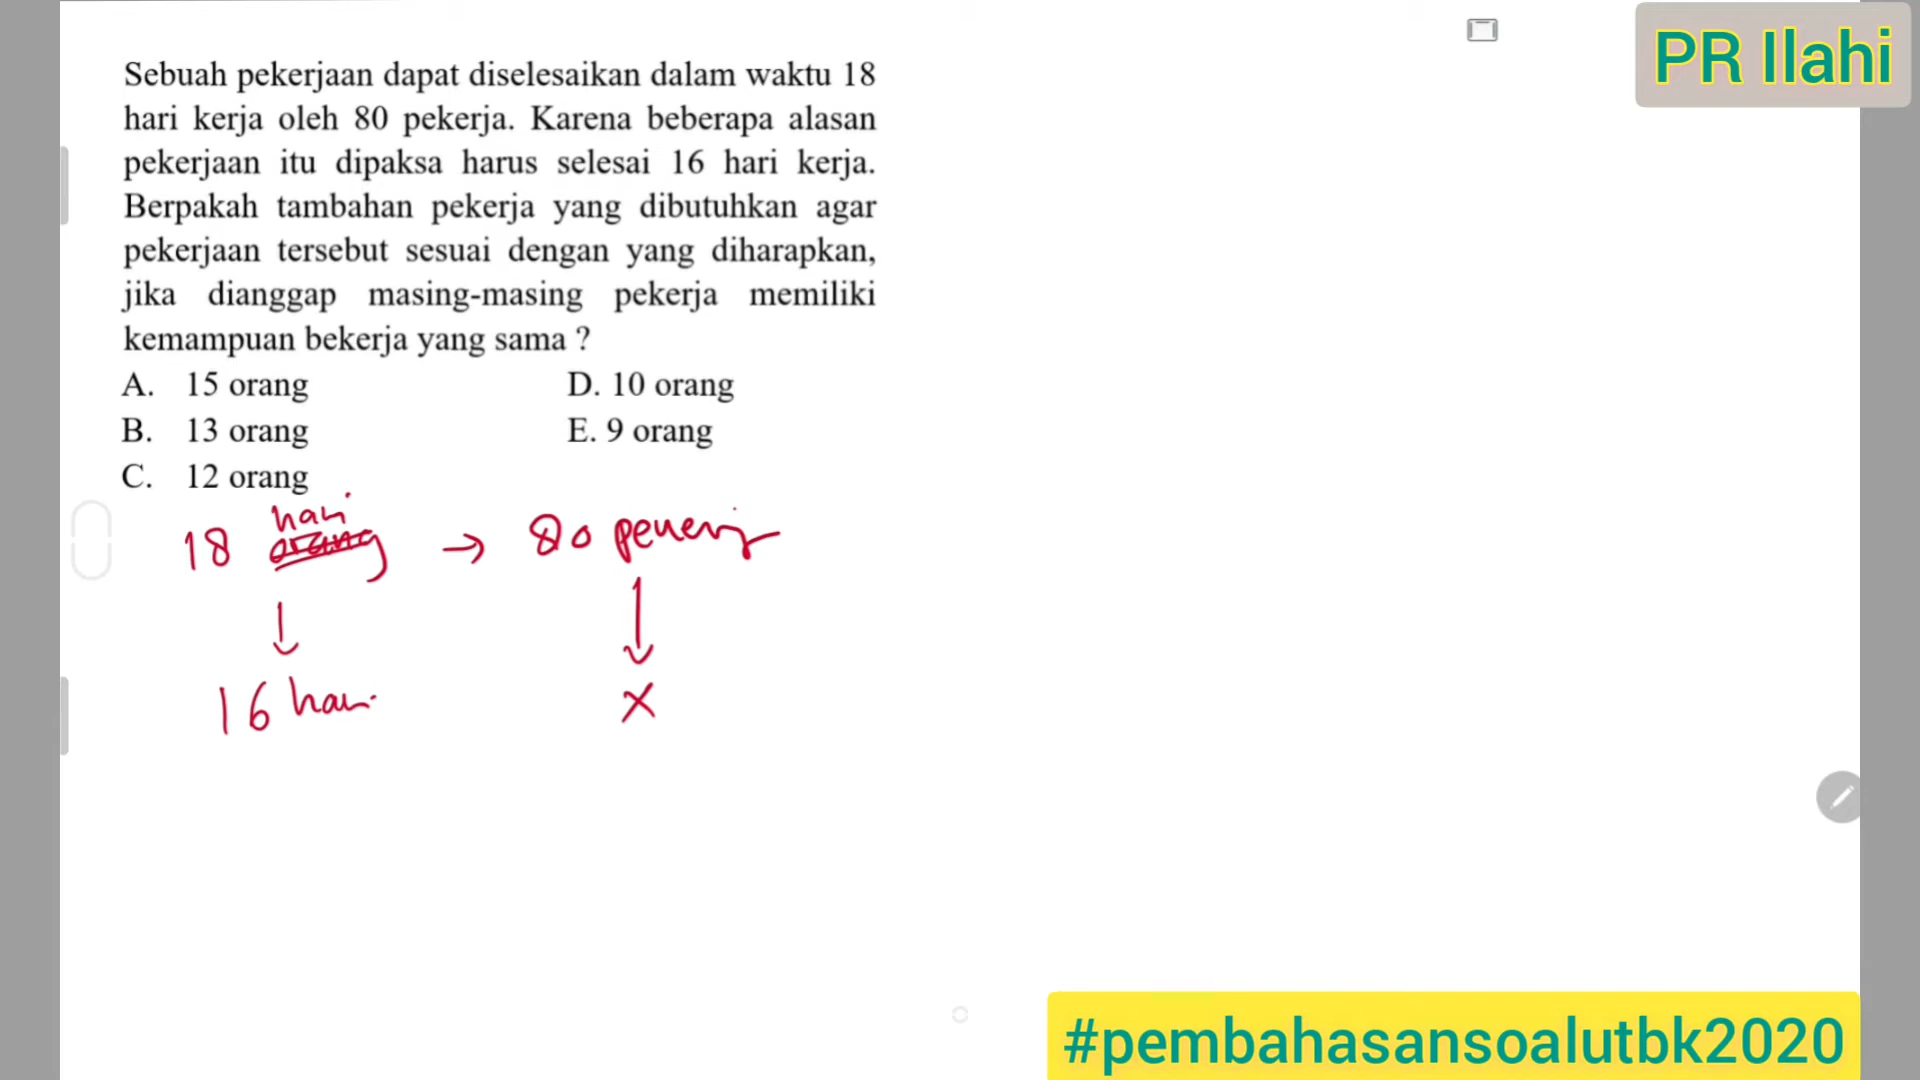 PR Ilahi
Sebuah pekerjaan dapat diselesaikan dalam waktu 18
hari kerja oleh 80 pekerja. Karena beberapa alasan
pekerjaan itu dipaksa harus selesai 16 hari kerja.
Berpakah tambahan pekerja yang dibutuhkan agar
pekerjaan tersebut sesuai dengan yang diharapkan,
jika dianggap masing-masing pekerja memiliki
kemampuan bekerja yang sama ?
A. 15 orang
D. 10 orang
B. 13 orang
E. 9 orang
C. 12 orang
hari
18 orang → 80
↓ ↓
16 hari x
#pembahasansoalutbk2020